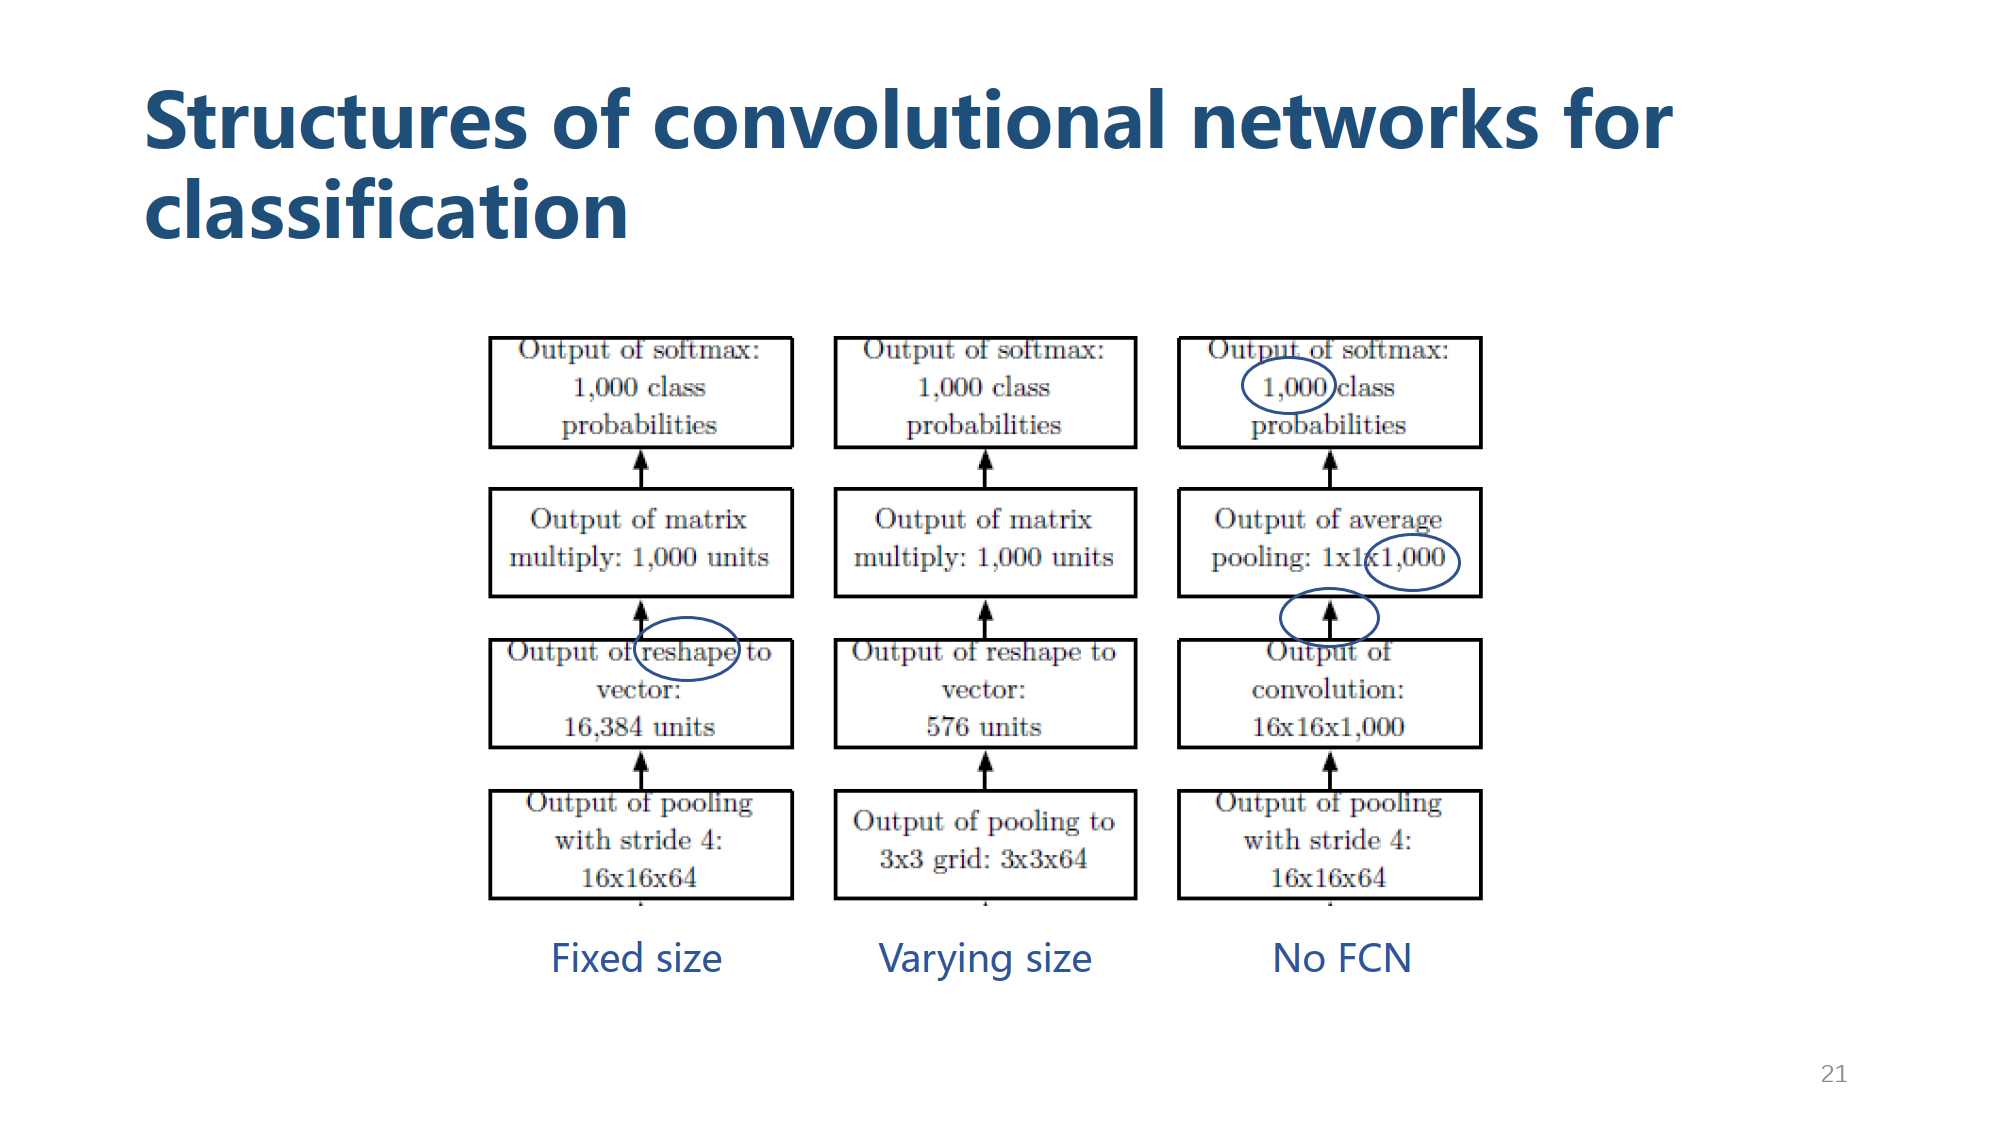 Structures of convolutional networks for
classification
Output of softmax:
1,000 class
probabilities
Output of matrix
multiply: 1,000 units
Output of reshape to
vector:
16,384 units
Output of pooling
with stride 4:
16x16x64
Fixed size
Output of softmax:
1,000 class
probabilities
Output of matrix
multiply: 1,000 units
Output of reshape to
vector:
576 units
Output of pooling to
3x3 grid: 3x3x64
Varying size
Output of softmax:
1,000 class
probabilities
Output of average
pooling: 1x1x1,000
Output of
convolution:
16x16x1,000
Output of pooling
with stride 4:
16x16x64
No FCN
21